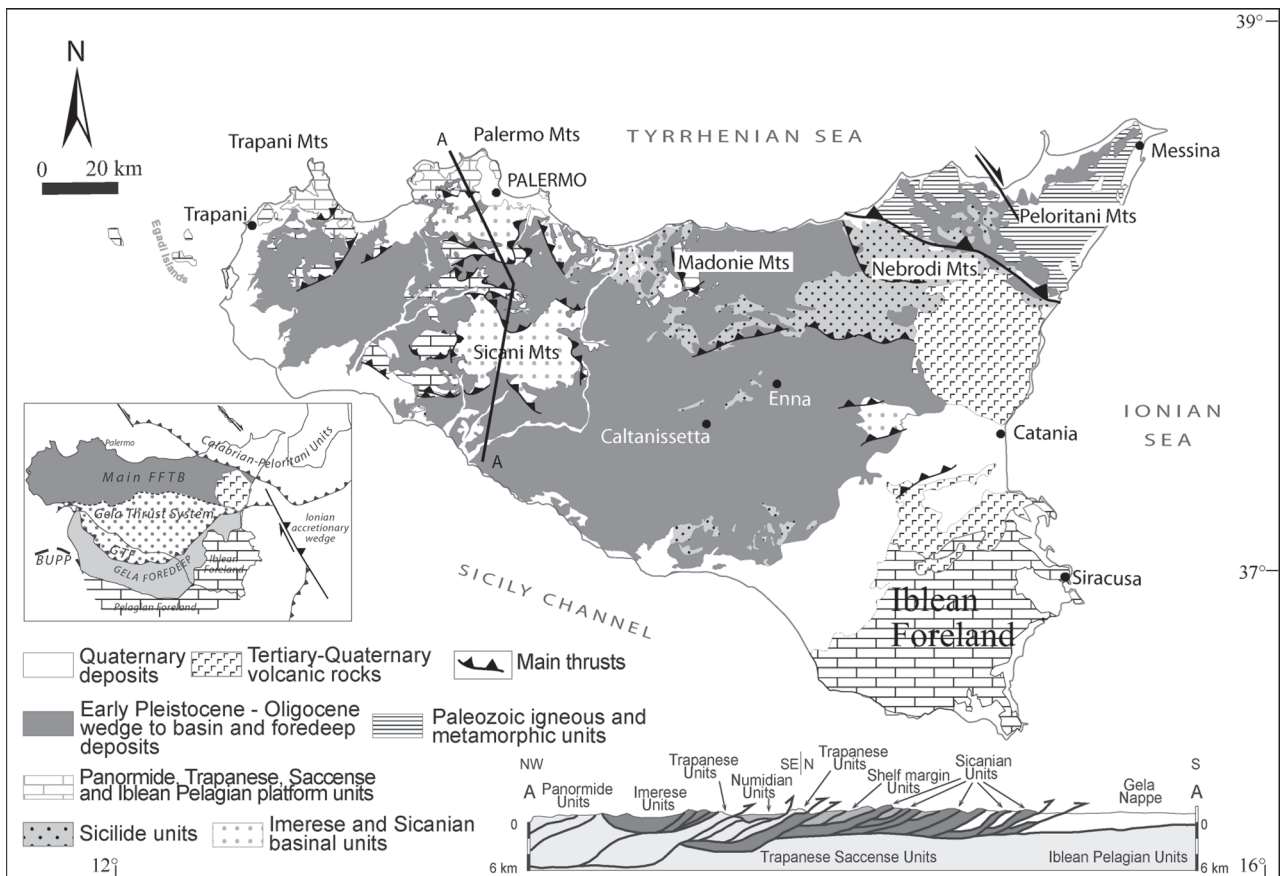 39°
N
0 20 km
Trapani Mts
A
Palermo Mts
TYRRHENIAN SEA
Messina
PALERMO
Trapani
Peloritani Mts
Egadi Islands
Madonie Mts
Nebrodi Mts
Sicani Mts
Enna
IONIAN
SEA
Caltanissetta
Catania
A
Palermo
Calabrian-Peloritani Units
Main FFTB
Gela Thrust System
Ionian
accretionary
wedge
GTF
BUPP
GELA FOREDEEP
Iblean
Foreland
Pelagian Foreland
37°
SICILY CHANNEL
Siracusa
Iblean
Foreland
Quaternary
deposits
Tertiary-Quaternary
volcanic rocks
Main thrusts
Early Pleistocene - Oligocene
wedge to basin and foredeep
deposits
Paleozoic igneous and
metamorphic units
Panormide, Trapanese, Saccense
and Iblean Pelagian platform units
Sicilide units
Imerese and Sicanian
basinal units
12°
NW
Trapanese
Units
SE|N
Trapanese
Units
Sicanian
Units
S
A
Panormide
Units
Imerese
Units
Numidian
Units
Shelf margin
Units
Gela
Nappe
A
0
0
Trapanese Saccense Units
Iblean Pelagian Units
6 km
6 km
16°